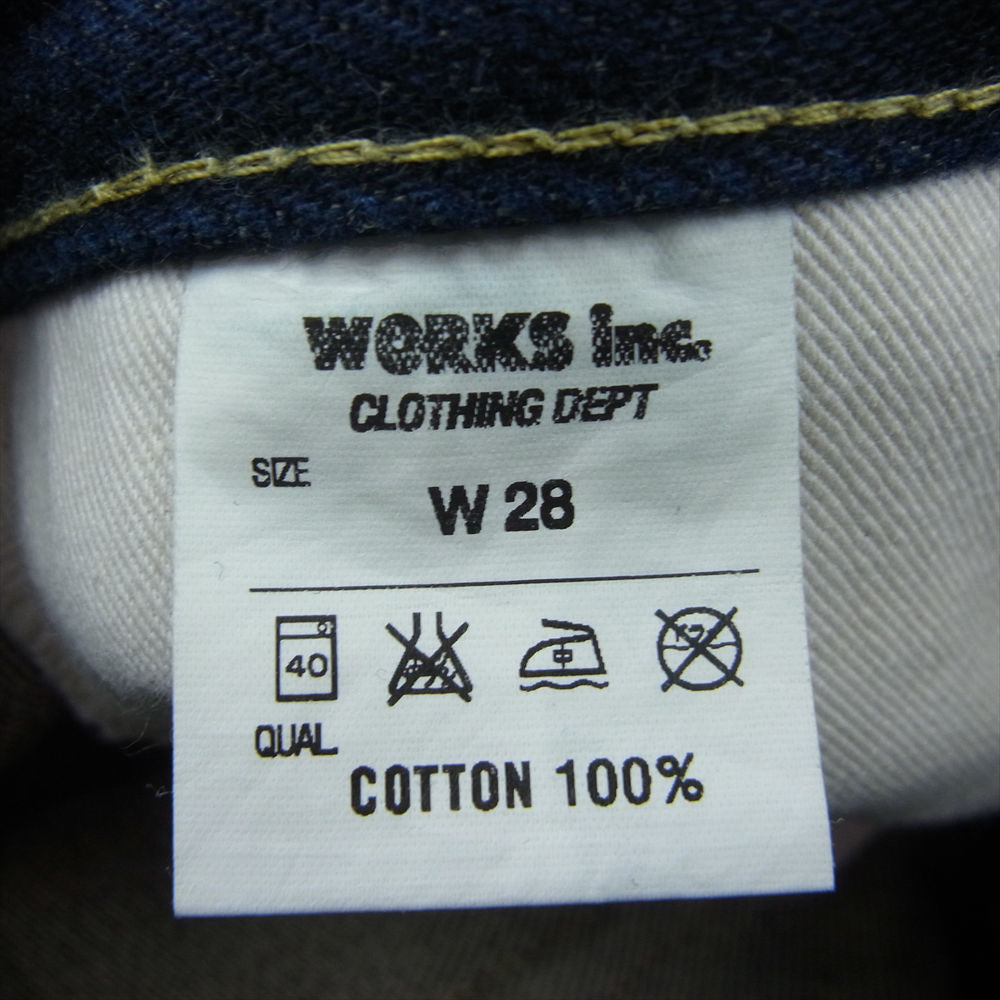 WORKS inc.
CLOTHING DEPT
SIZE
W 28
40
QUAL
COTTON 100%